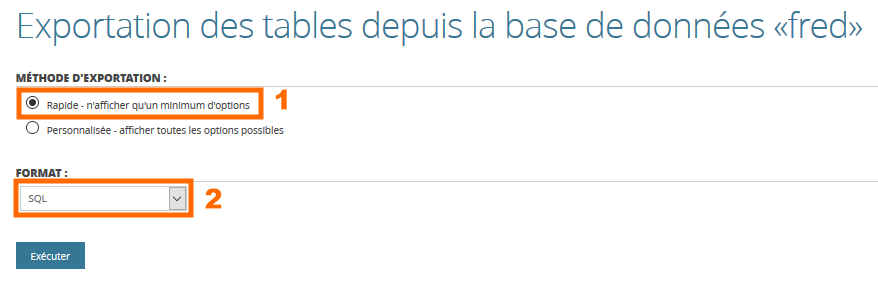 Exportation des tables depuis la base de données «fred»
MÉTHODE D'EXPORTATION :
Rapide - n'afficher qu'un minimum d'options 1
Personnalisée - afficher toutes les options possibles
FORMAT :
SQL 2
Exécuter